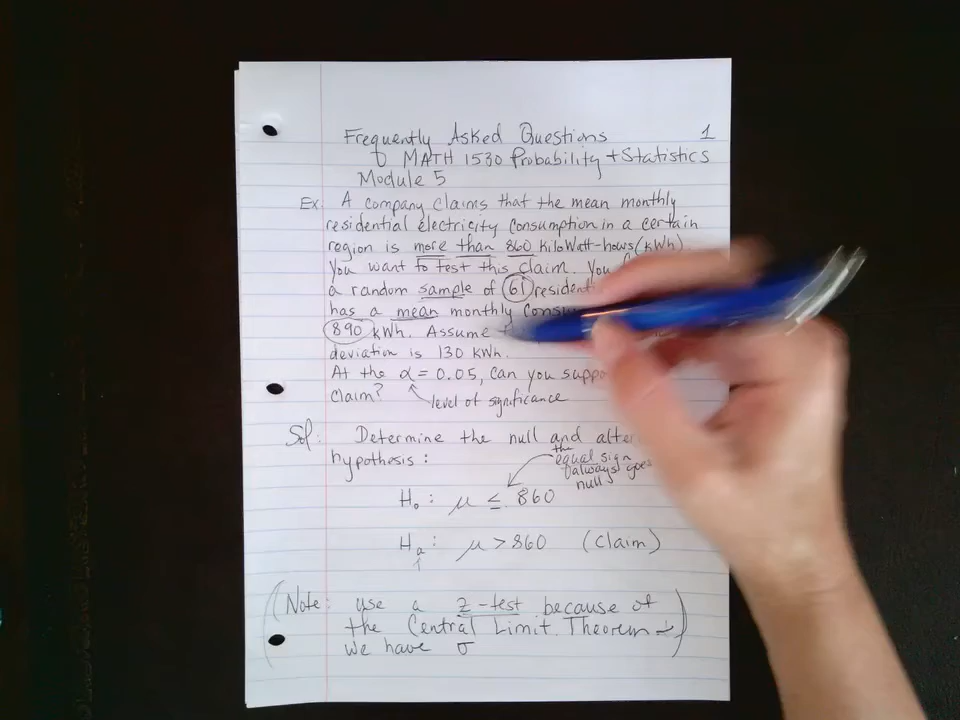 Frequently Asked Questions 1
to MATH 1530 Probability + Statistics
Module 5
Ex: A company claims that the mean monthly
residential electricity consumption in a certain
region is more than 860 kiloWatt-hours (kWh).
You want to test this claim. You
a random sample of 61 resident
has a mean monthly
890 kWh. Assume
deviation is 130 kWh.
At the α = 0.05, can you
claim? level of significance
Sol: Determine the null and
hypothesis: the equal sign always goes null
H₀: μ ≤ 860
Hₐ: μ > 860 (claim)
(Note: use a z-test because of
the Central Limit Theorem +
we have σ)